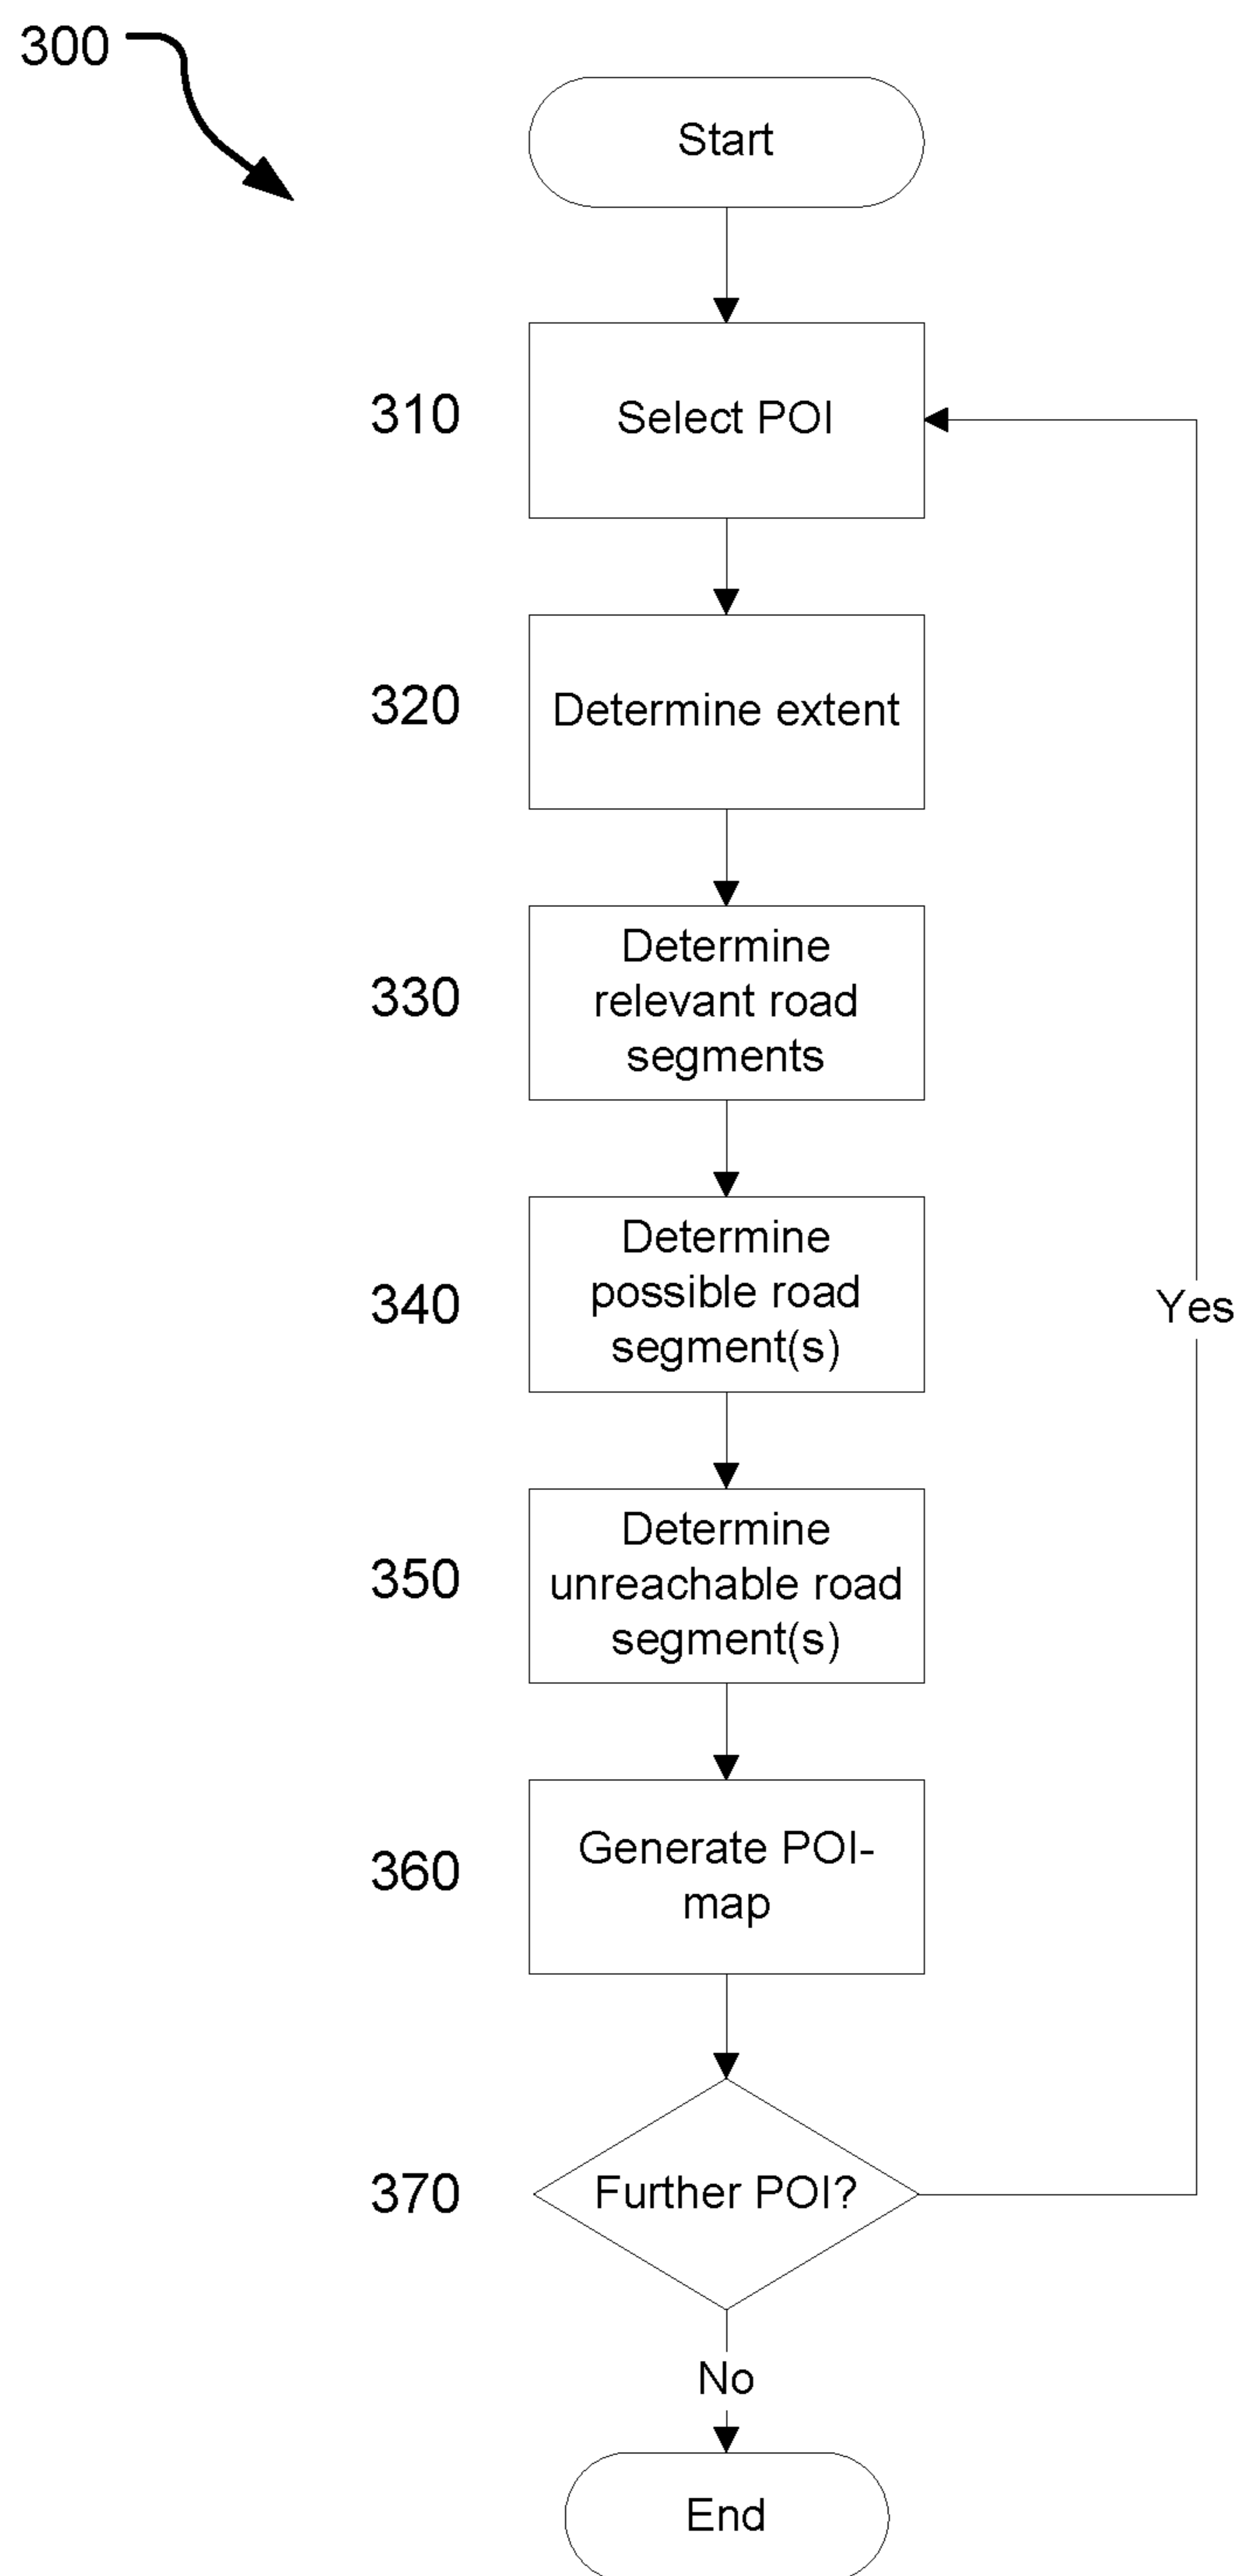 300
Start
310
Select POI
320
Determine extent
330
Determine
relevant road
segments
340
Determine
possible road
segment(s)
Yes
350
Determine
unreachable road
segment(s)
360
Generate POI-
map
370
Further POI?
No
End